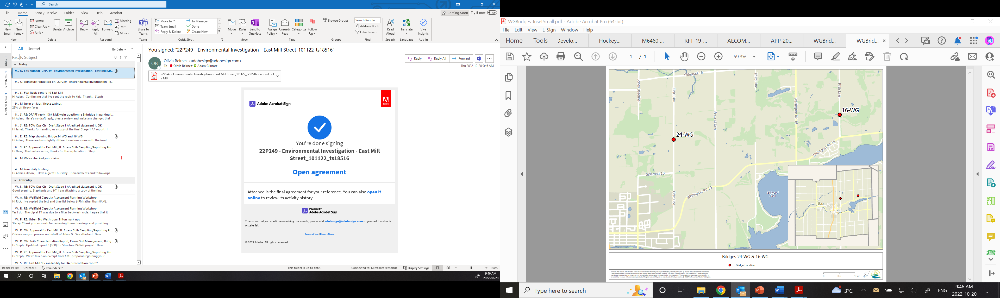 Search
File Home Send / Receive Folder View Help Acrobat
Coming Soon Try it now Off
New Email
New Items
Ignore
Clean Up
Junk
Delete
Archive
Reply
Reply All
Forward
Meeting
IM
More
Share to Teams
Move to: ?
Team Email
Reply & Delete
To Manager
Done
Create New
Move
Rules
Send to OneNote
Assign Policy
Unread/ Read
Categorize
Follow Up
Browse Groups
Search People
Address Book
Filter Email
Read Aloud
Translate
Viva Insights
New Delete Respond Teams Quick Steps Move Tags Groups Find Speech Language Add-in
Inbox 3
Sent Items 1
Deleted Items 1
All Unread By Date
Re... F. Subject
Today
9... O. You signed: "22P249 - Environmental Investigation - East Mill Str...
9... O Signature requested on "22P249 - Environmental Investigation - E...
9... S. FW: Reply sent re 19 East Mill
Hi Adam, Confirming that I've sent the reply to Kirk. Thanks, Steph
9... M Jump on kids' fleece savings
25% off fleecy faves
8... S. RE: DRAFT reply - Kirk McElwain question re Enbridge in parking l...
Hi Adam, Here's my draft reply, please review and make any changes that
8... S. RE: TCW Ops Ctr - Draft Stage 1 AA edited statement is OK
Hi Janet, Thanks for sending us a copy of the final Stage 1 AA report. I
8... E. RE: Map showing Bridge 24-WG and 16-WG
Hi Adam, These are two slightly different versions – one with the inset
8... S. RE: Approval for East Mill_St. Excess Soils Sampling/Reporting Pro...
Hi Dave, That makes sense, thanks for the explanation. Steph
6... M We've checked your claims
4... M Your daily briefing
Hi Adam Gilmore, Have a great Thursday! Commitments and follow-ups
Yesterday
W.. j.. RE: TCW Ops Ctr - Draft Stage 1 AA edited statement is OK
Good evening, Stephanie and HT I am attaching a copy of the final
W.. A. RE: Wellfield Capacity Assessment Planning Workshop
Hi Rick, I've copied the test end time list below (4PM rather than 8AM).
W.. R. RE: Wellfield Capacity Assessment Planning Workshop
Yes I do. The dip at F4 was due to a filter backwash cycle. I agree that it
W.. P. RE: Urben Blu Washroom_Triton mark ups
Stacey Thank you so much for reviewing these drawings and providing
W.. D. FW: Approval for East Mill_St. Excess Soils Sampling/Reporting Pr...
Olivia – can you process on behalf of Adam G. See attached. Dave
W.. D. FW: Soils Characterization Report, Excess Soil Management, Bridg...
Hi Steph, Updated report 3 (SCR) for Structure 24-WG project. Dave
W.. D. RE: Approval for East Mill_St. Excess Soils Sampling/Reporting Pro...
Hi Steph, We've taken an excerpt from CMT proposal regarding your
W.. S. RE: East Mill St - availability for BIA presentation coord?
You signed: "22P249 - Environmental Investigation - East Mill Street_101122_ts18516"
OB
Olivia Beirnes <adobesign@adobesign.com>
To Olivia Beirnes; Adam Gilmore
Reply Reply All Forward
Thu 2022-10-20 9:46 AM
22P249 - Environmental Investigation - East Mill Street_101122_ts18516 - signed.pdf
2 MB
Adobe Acrobat Sign
Adobe
You're done signing
22P249 - Environmental Investigation - East Mill
Street_101122_ts18516
Open agreement
Attached is the final agreement for your reference. You can also open it
online to review its activity history.
Powered by
Adobe Acrobat Sign
To ensure that you continue receiving our emails, please add adobesign@adobesign.com to your address book
or safe list.
Terms of Use | Report Abuse
© 2022 Adobe. All rights reserved.
Items: 19,405 Unread: 3 Reminders: 2 This folder is up to date. Connected to: Microsoft Exchange Display Settings 100%
9:46 AM
2022-10-20
WGBridges_InsetSmall.pdf - Adobe Acrobat Pro (64-bit)
File Edit View E-Sign Window Help
Home Tools Develo... Hockey... M6460 ... RFT-19-... AECOM... APP-20... WGBrid... WGBrid... ×
1 / 1 59.3%
Sideroad 15
Jones Baseline
First Line
Second Line
Third Line
Wellington Rd 16
Fifth Line
16-WG
24-WG
Wellington Rd 19
Sideroad 10
First Line
Wellington Rd 19
Belwood
Lake
Elora
Fergus
Bridges 24-WG & 16-WG
Bridge Location
0 0.5 1 km
Type here to search
3°C
ENG
9:46 AM
2022-10-20